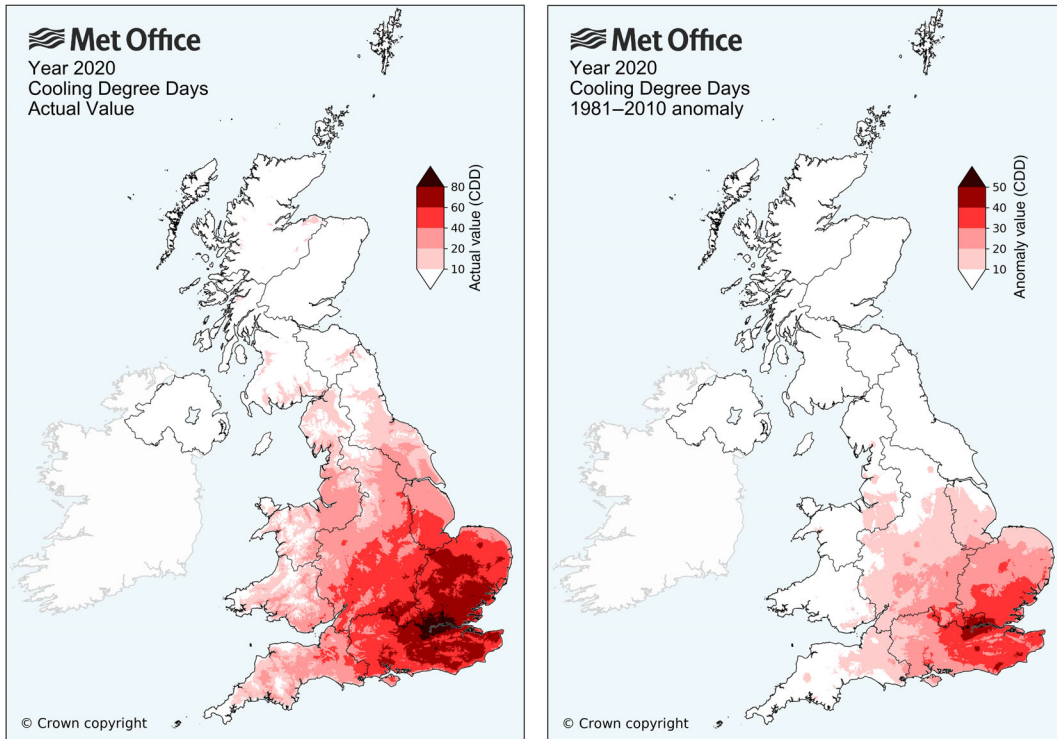 Met Office
Year 2020
Cooling Degree Days
Actual Value
80
60
40
20
10
Actual value (CDD)
© Crown copyright
Met Office
Year 2020
Cooling Degree Days
1981–2010 anomaly
50
40
30
20
10
Anomaly value (CDD)
© Crown copyright